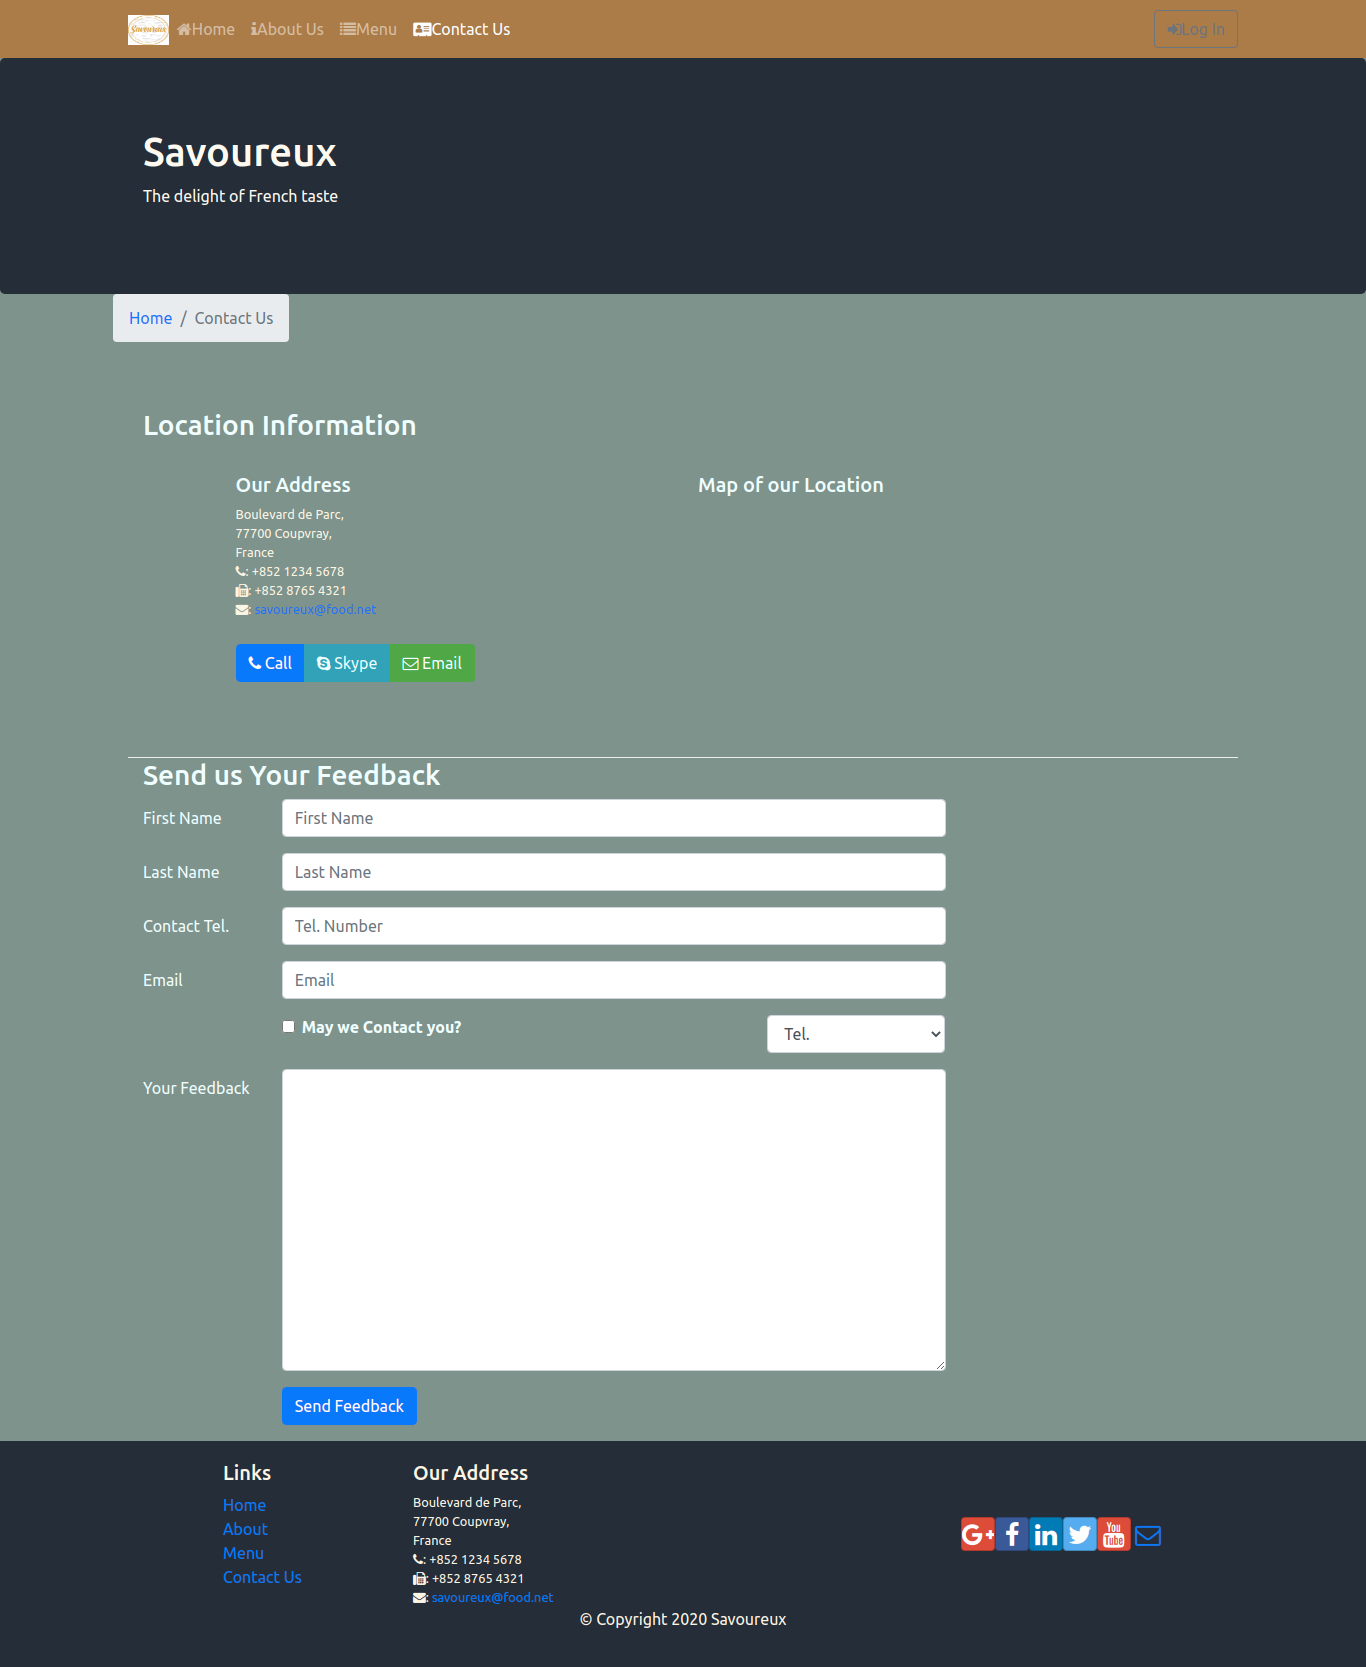 Savoureux Home About Us Menu Contact Us Log In
Savoureux
The delight of French taste
Home / Contact Us
Location Information
Our Address
Boulevard de Parc,
77700 Coupvray,
France
: +852 1234 5678
: +852 8765 4321
: savoureux@food.net
Call Skype Email
Map of our Location
Send us Your Feedback
First Name First Name
Last Name Last Name
Contact Tel. Tel. Number
Email Email
May we Contact you? Tel.
Your Feedback
Send Feedback
Links
Home
About
Menu
Contact Us
Our Address
Boulevard de Parc,
77700 Coupvray,
France
: +852 1234 5678
: +852 8765 4321
: savoureux@food.net
G+ f in You Tube
© Copyright 2020 Savoureux